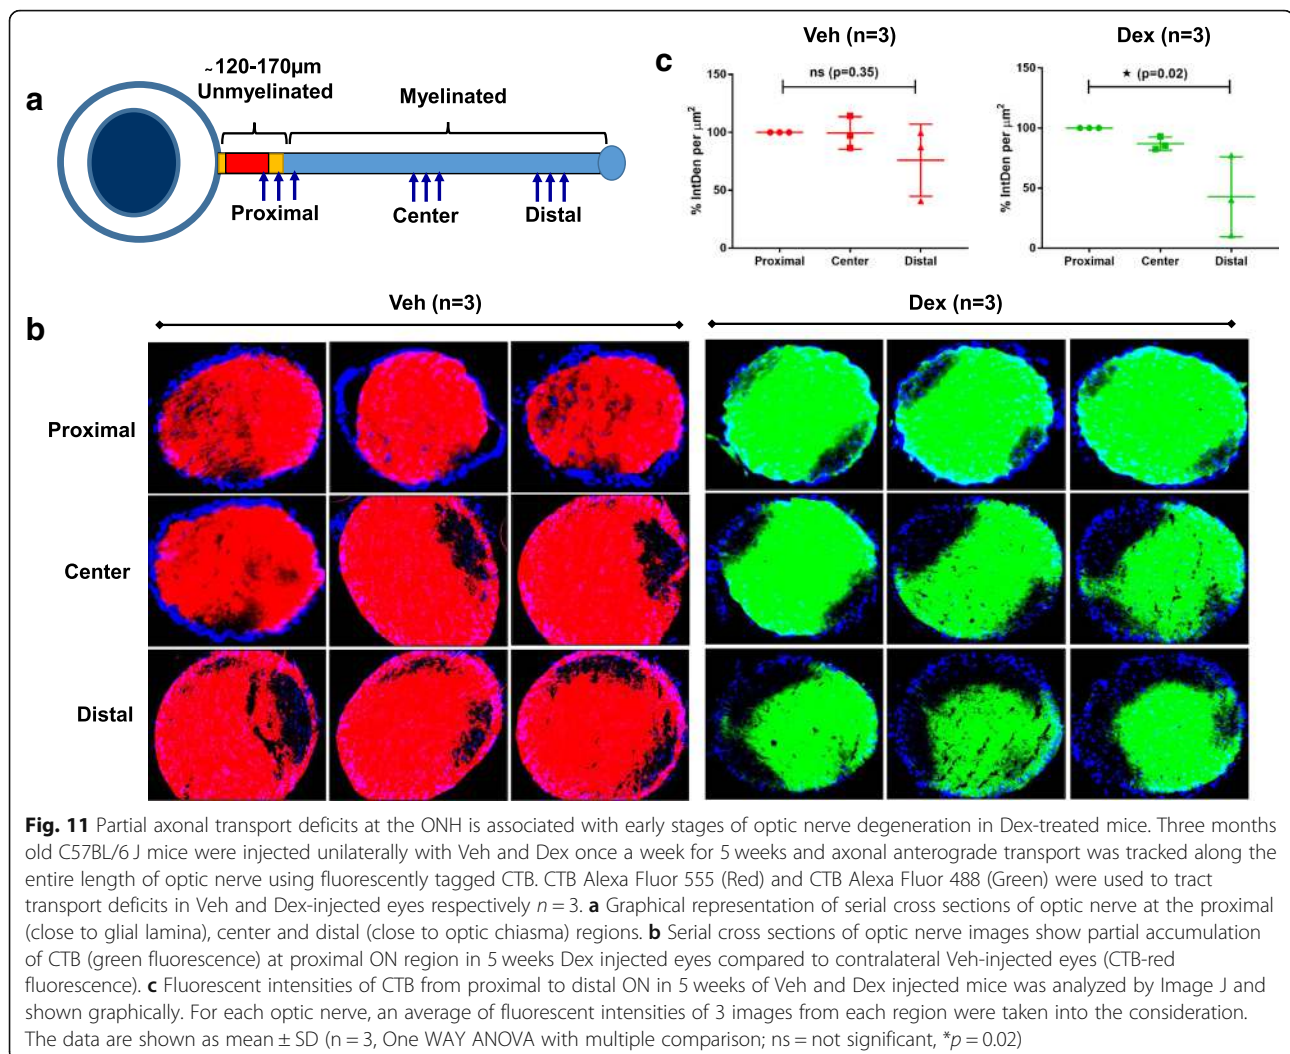 a
~120-170µm
Unmyelinated
Myelinated
Proximal
Center
Distal
c
Veh (n=3)
Dex (n=3)
ns (p=0.35)
★ (p=0.02)
% IntDen per µm²
150
100
50
0
Proximal
Center
Distal
% IntDen per µm²
150
100
50
0
Proximal
Center
Distal
b
Veh (n=3)
Dex (n=3)
Proximal
Center
Distal
Fig. 11 Partial axonal transport deficits at the ONH is associated with early stages of optic nerve degeneration in Dex-treated mice. Three months
old C57BL/6 J mice were injected unilaterally with Veh and Dex once a week for 5 weeks and axonal anterograde transport was tracked along the
entire length of optic nerve using fluorescently tagged CTB. CTB Alexa Fluor 555 (Red) and CTB Alexa Fluor 488 (Green) were used to tract
transport deficits in Veh and Dex-injected eyes respectively n = 3. a Graphical representation of serial cross sections of optic nerve at the proximal
(close to glial lamina), center and distal (close to optic chiasma) regions. b Serial cross sections of optic nerve images show partial accumulation
of CTB (green fluorescence) at proximal ON region in 5 weeks Dex injected eyes compared to contralateral Veh-injected eyes (CTB-red
fluorescence). c Fluorescent intensities of CTB from proximal to distal ON in 5 weeks of Veh and Dex injected mice was analyzed by Image J and
shown graphically. For each optic nerve, an average of fluorescent intensities of 3 images from each region were taken into the consideration.
The data are shown as mean ± SD (n = 3, One WAY ANOVA with multiple comparison; ns = not significant, *p = 0.02)